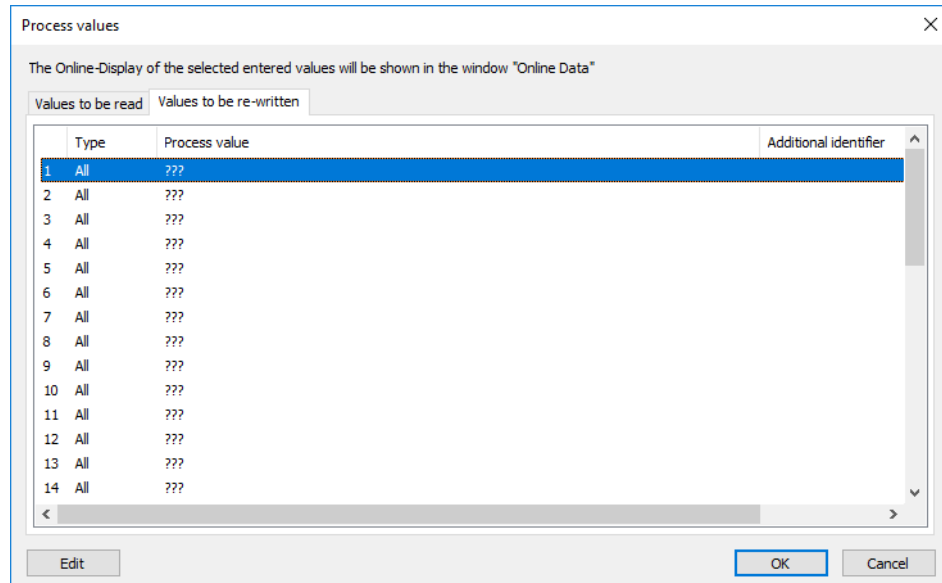 Process values
The Online-Display of the selected entered values will be shown in the window "Online Data"
Values to be read Values to be re-written
Type Process value Additional identifier
1 All ???
2 All ???
3 All ???
4 All ???
5 All ???
6 All ???
7 All ???
8 All ???
9 All ???
10 All ???
11 All ???
12 All ???
13 All ???
14 All ???
Edit OK Cancel